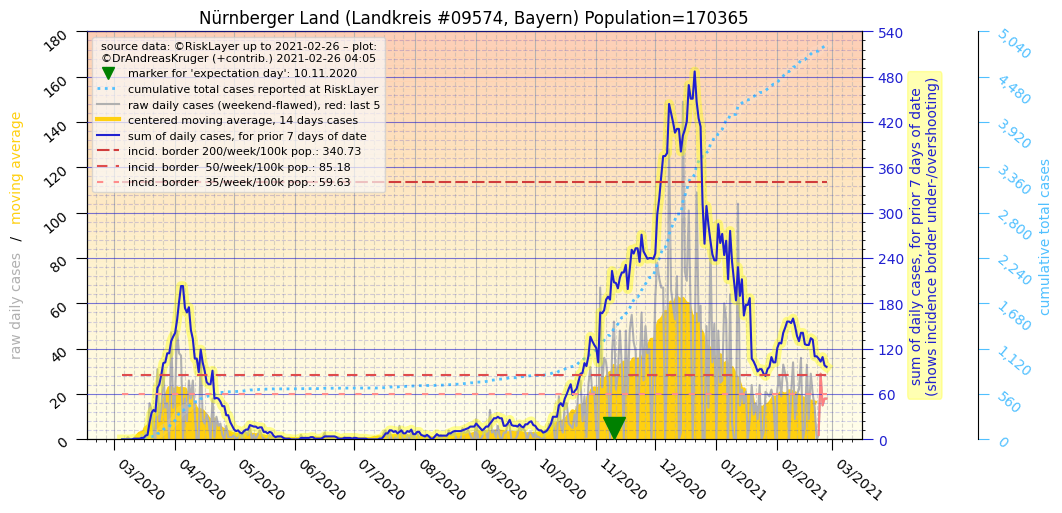 Nürnberger Land (Landkreis #09574, Bayern) Population=170365
source data: ©RiskLayer up to 2021-02-26 – plot:
©DrAndreasKruger (+contrib.) 2021-02-26 04:05
marker for 'expectation day': 10.11.2020
cumulative total cases reported at RiskLayer
raw daily cases (weekend-flawed), red: last 5
centered moving average, 14 days cases
sum of daily cases, for prior 7 days of date
incid. border 200/week/100k pop.: 340.73
incid. border  50/week/100k pop.: 85.18
incid. border  35/week/100k pop.: 59.63
raw daily cases / moving average
180
160
140
120
100
80
60
40
20
0
03/2020
04/2020
05/2020
06/2020
07/2020
08/2020
09/2020
10/2020
11/2020
12/2020
01/2021
02/2021
03/2021
540
480
420
360
300
240
180
120
60
0
sum of daily cases, for prior 7 days of date
(shows incidence border under-/overshooting)
5,040
4,480
3,920
3,360
2,800
2,240
1,680
1,120
560
0
cumulative total cases